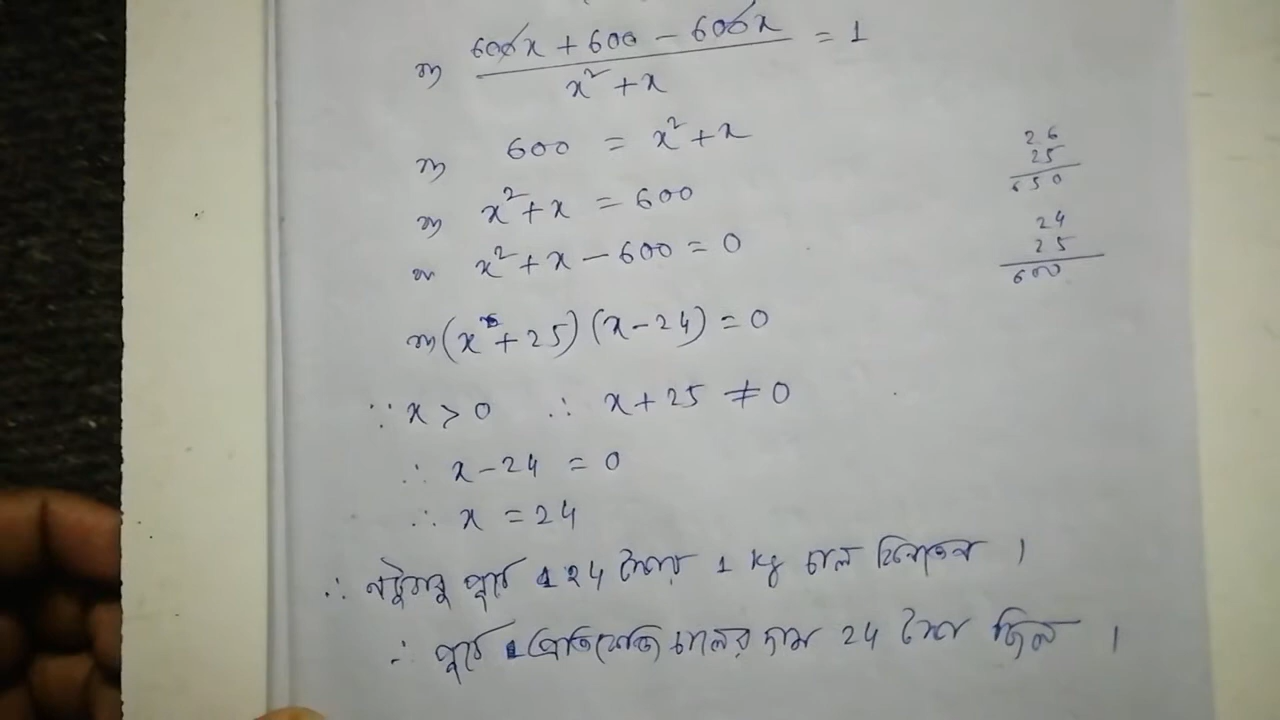 বা (600x + 600 - 600x) / (x² + x) = 1
বা 600 = x² + x
26
25
650
বা x² + x = 600
24
25
600
বা x² + x - 600 = 0
বা (x + 25) (x - 24) = 0
∵ x > 0 ∴ x + 25 ≠ 0
∴ x - 24 = 0
∴ x = 24
∴ পূর্বে 24 1 kg চাল কিনতেন ।
∴ পূর্বে প্রতিকেজি চালের দাম 24 ছিল ।